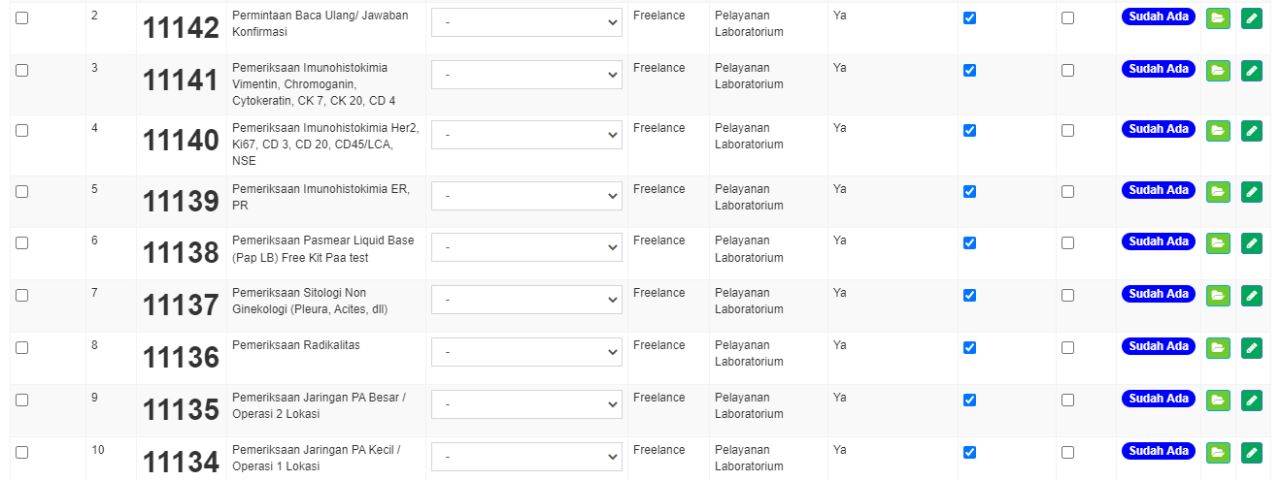 2 11142 Permintaan Baca Ulang/ Jawaban Konfirmasi - Freelance Pelayanan Laboratorium Ya Sudah Ada
3 11141 Pemeriksaan Imunohistokimia Vimentin, Chromoganin, Cytokeratin, CK 7, CK 20, CD 4 - Freelance Pelayanan Laboratorium Ya Sudah Ada
4 11140 Pemeriksaan Imunohistokimia Her2, Ki67, CD 3, CD 20, CD45/LCA, NSE - Freelance Pelayanan Laboratorium Ya Sudah Ada
5 11139 Pemeriksaan Imunohistokimia ER, PR - Freelance Pelayanan Laboratorium Ya Sudah Ada
6 11138 Pemeriksaan Pasmear Liquid Base (Pap LB) Free Kit Paa test - Freelance Pelayanan Laboratorium Ya Sudah Ada
7 11137 Pemeriksaan Sitologi Non Ginekologi (Pleura, Acites, dll) - Freelance Pelayanan Laboratorium Ya Sudah Ada
8 11136 Pemeriksaan Radikalitas - Freelance Pelayanan Laboratorium Ya Sudah Ada
9 11135 Pemeriksaan Jaringan PA Besar / Operasi 2 Lokasi - Freelance Pelayanan Laboratorium Ya Sudah Ada
10 11134 Pemeriksaan Jaringan PA Kecil / Operasi 1 Lokasi - Freelance Pelayanan Laboratorium Ya Sudah Ada